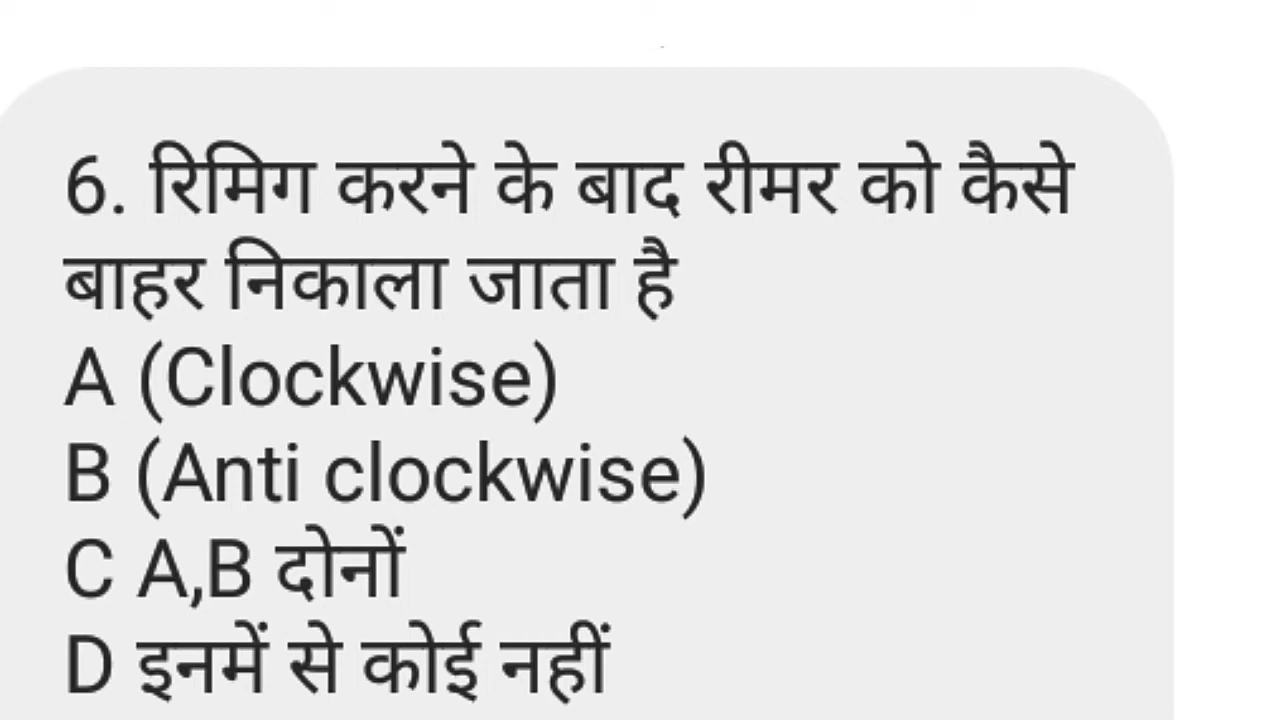 6. रिमिग करने के बाद रीमर को कैसे
बाहर निकाला जाता है
A (Clockwise)
B (Anti clockwise)
C A,B दोनों
D इनमें से कोई नहीं